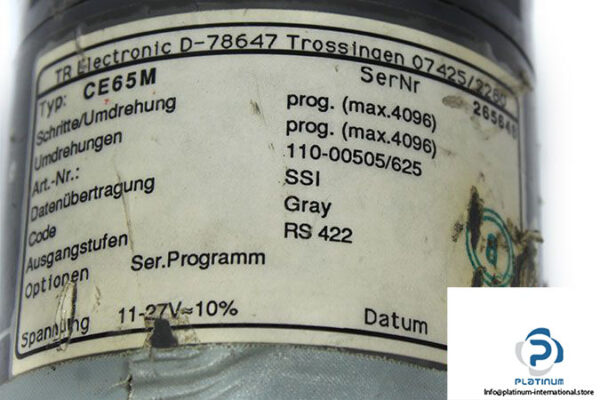 TR Electronic D-78647 Trossingen 07425/2280
Typ: CE65M SerNr
Schritte/Umdrehung prog. (max.4096)
Umdrehungen prog. (max.4096)
Art.-Nr.: 110-00505/625
Datenübertragung SSI
Code Gray
Ausgangsstufen RS 422
Optionen Ser.Programm
Spannung 11-27V≂10% Datum
PLATINUM
Info@platinum-international.store